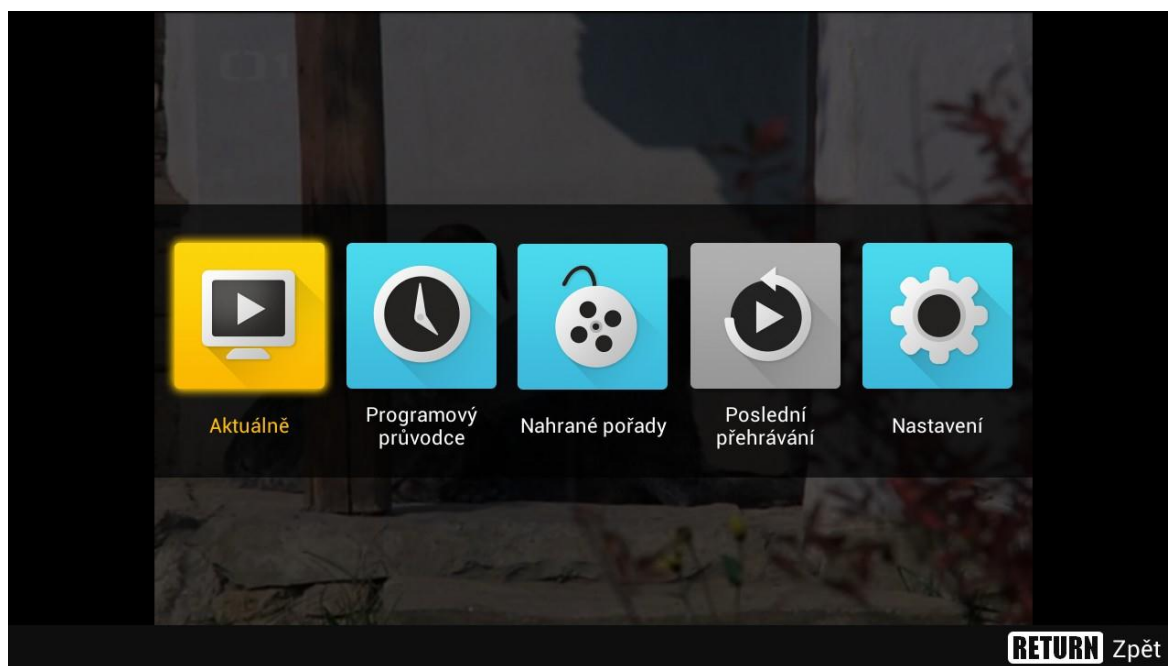 Aktuálně
Programový
průvodce
Nahrané pořady
Poslední
přehrávání
Nastavení
RETURN Zpět